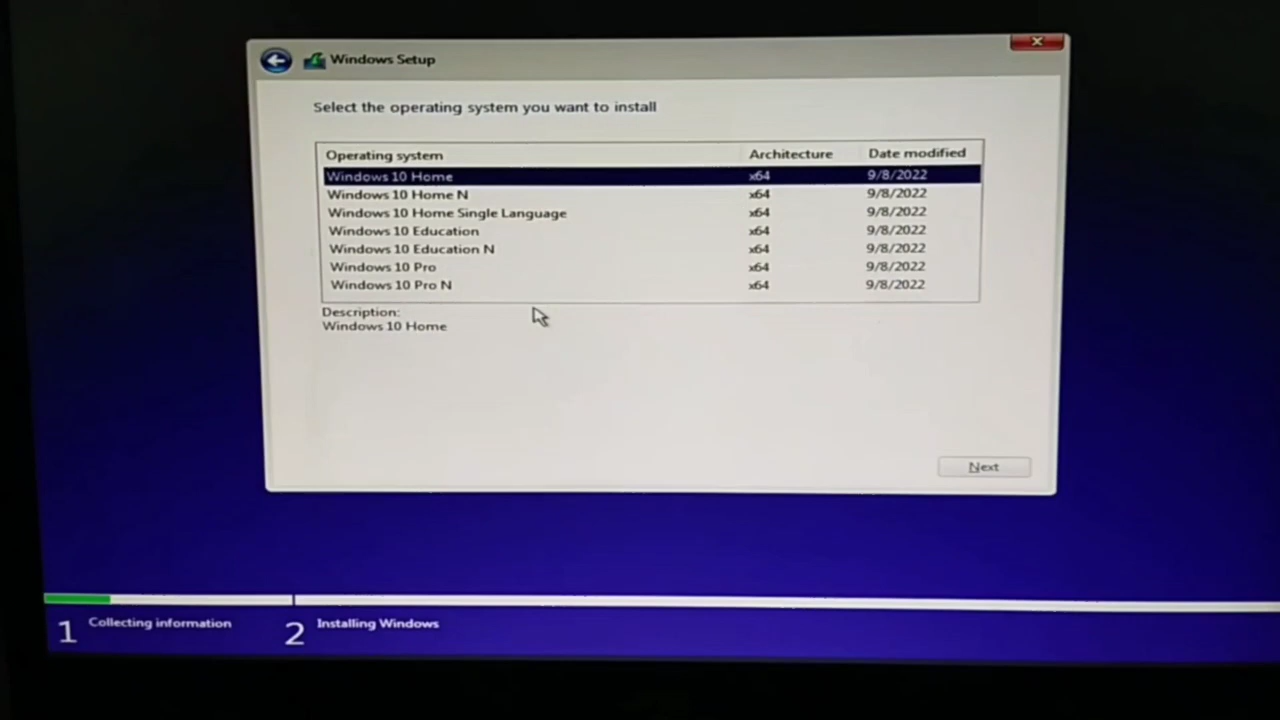 Windows Setup
Select the operating system you want to install
Operating system Architecture Date modified
Windows 10 Home x64 9/8/2022
Windows 10 Home N x64 9/8/2022
Windows 10 Home Single Language x64 9/8/2022
Windows 10 Education x64 9/8/2022
Windows 10 Education N x64 9/8/2022
Windows 10 Pro x64 9/8/2022
Windows 10 Pro N x64 9/8/2022
Description:
Windows 10 Home
Next
1 Collecting information 2 Installing Windows